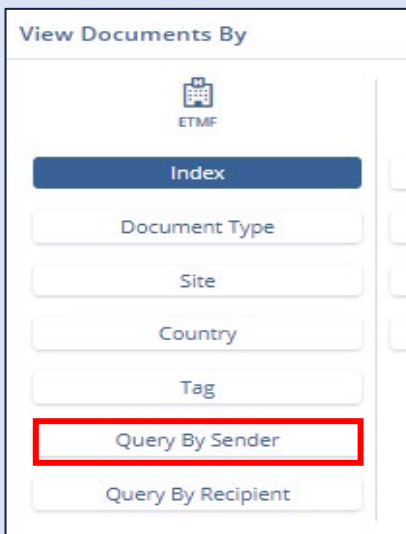 View Documents By
ETMF
Index
Document Type
Site
Country
Tag
Query By Sender
Query By Recipient